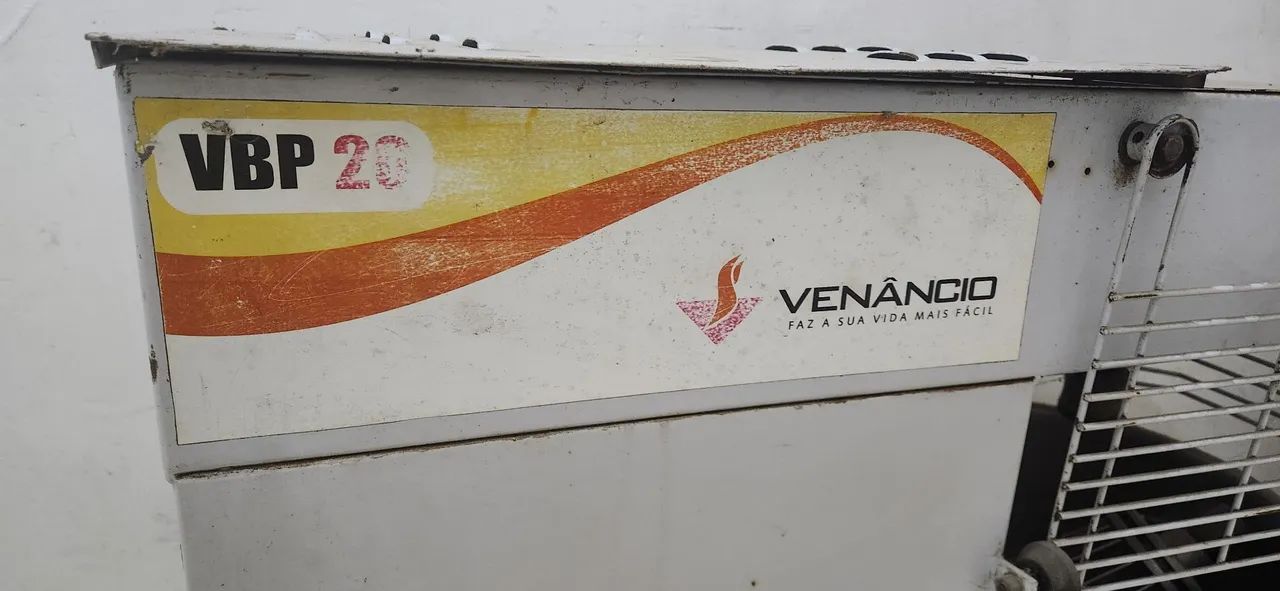 VBP 20
VENÂNCIO
FAZ A SUA VIDA MAIS FÁCIL